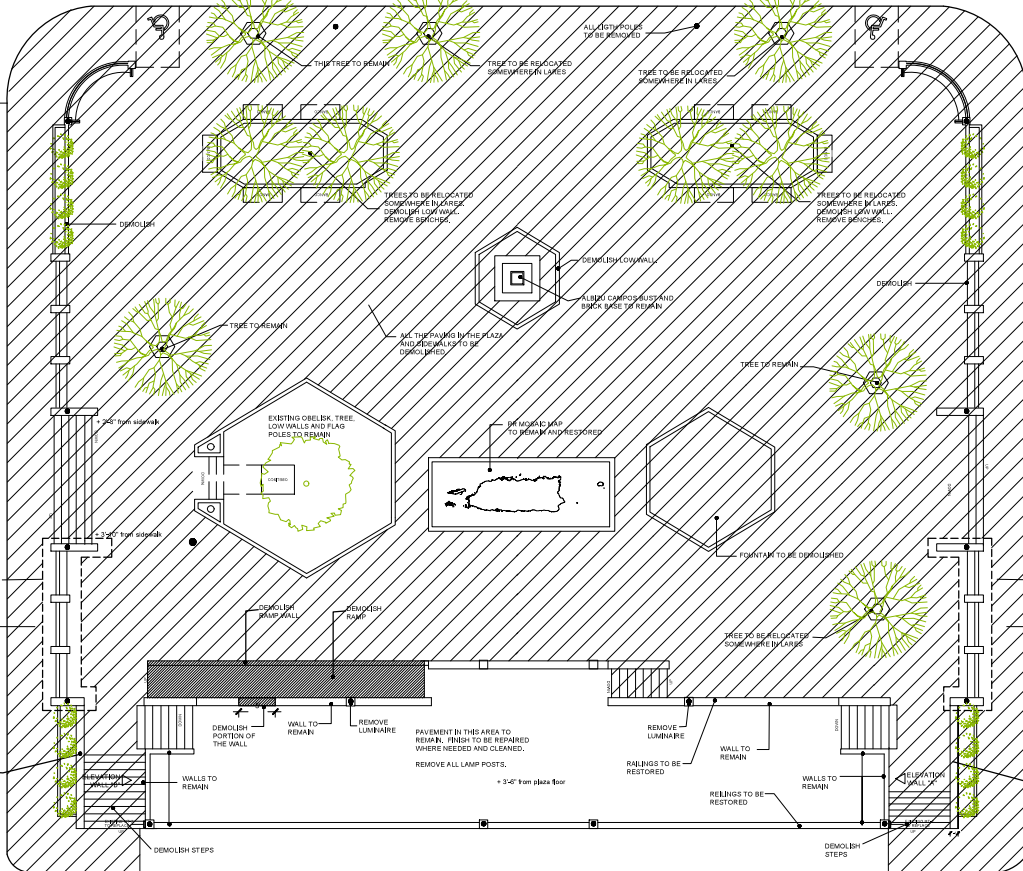 ALL LIGTH POLES
TO BE REMOVED
THIS TREE TO REMAIN
TREE TO BE RELOCATED
SOMEWHERE IN LARES
TREE TO BE RELOCATED
SOMEWHERE IN LARES
TREES TO BE RELOCATED
SOMEWHERE IN LARES.
DEMOLISH LOW WALL.
REMOVE BENCHES.
TREES TO BE RELOCATED
SOMEWHERE IN LARES.
DEMOLISH LOW WALL.
REMOVE BENCHES.
DEMOLISH
DEMOLISH LOW WALL.
DEMOLISH
ALBIZU CAMPOS BUST AND
BRICK BASE TO REMAIN
TREE TO REMAIN
ALL THE PAVING IN THE PLAZA
AND SIDEWALKS TO BE
DEMOLISHED
TREE TO REMAIN
EXISTING OBELISK, TREE,
LOW WALLS AND FLAG
POLES TO REMAIN
+ 2'-8" from sidewalk
PR MOSAIC MAP
TO REMAIN AND RESTORED
DOWN
UP
DOWN
from sidewalk
FOUNTAIN TO BE DEMOLISHED
DEMOLISH
RAMP WALL
DEMOLISH
RAMP
TREE TO BE RELOCATED
SOMEWHERE IN LARES
DEMOLISH
PORTION OF
THE WALL
WALL TO
REMAIN
REMOVE
LUMINAIRE
PAVEMENT IN THIS AREA TO
REMAIN. FINISH TO BE REPAIRED
WHERE NEEDED AND CLEANED.
REMOVE ALL LAMP POSTS.
+ 3'-6" from plaza floor
REMOVE
LUMINAIRE
RAILINGS TO BE
RESTORED
WALL TO
REMAIN
ELEVATION
WALL "B"
WALLS TO
REMAIN
WALLS TO
REMAIN
ELEVATION
WALL "A"
REILINGS TO BE
RESTORED
DEMOLISH STEPS
DEMOLISH
STEPS